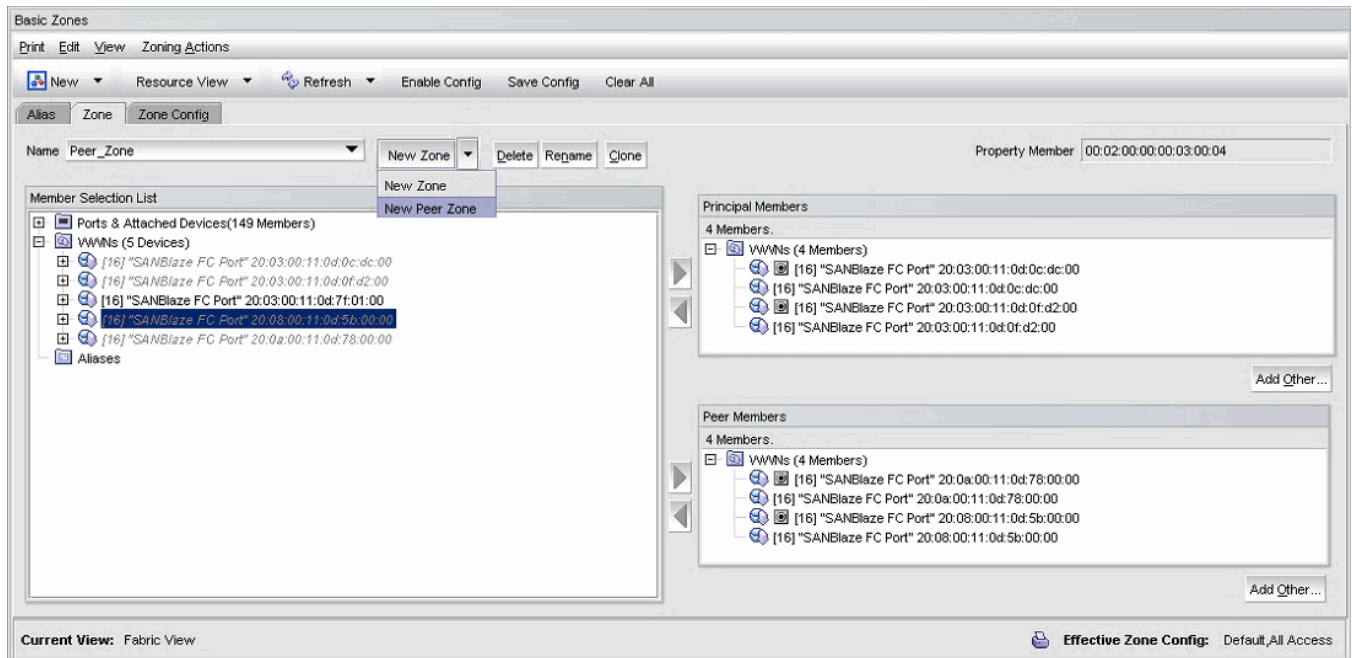 Basic Zones
Print Edit View Zoning Actions
New Resource View Refresh Enable Config Save Config Clear All
Alias Zone Zone Config
Name Peer_Zone New Zone Delete Rename Clone Property Member 00:02:00:00:00:03:00:04
New Zone
New Peer Zone
Member Selection List
Ports & Attached Devices(149 Members)
WWNs (5 Devices)
[16] "SANBlaze FC Port" 20:03:00:11:0d:0c:dc:00
[16] "SANBlaze FC Port" 20:03:00:11:0d:0f:d2:00
[16] "SANBlaze FC Port" 20:03:00:11:0d:7f:01:00
[16] "SANBlaze FC Port" 20:08:00:11:0d:5b:00:00
[16] "SANBlaze FC Port" 20:0a:00:11:0d:78:00:00
Aliases
Principal Members
4 Members.
WWNs (4 Members)
[16] "SANBlaze FC Port" 20:03:00:11:0d:0c:dc:00
[16] "SANBlaze FC Port" 20:03:00:11:0d:0c:dc:00
[16] "SANBlaze FC Port" 20:03:00:11:0d:0f:d2:00
[16] "SANBlaze FC Port" 20:03:00:11:0d:0f:d2:00
Add Other...
Peer Members
4 Members.
WWNs (4 Members)
[16] "SANBlaze FC Port" 20:0a:00:11:0d:78:00:00
[16] "SANBlaze FC Port" 20:0a:00:11:0d:78:00:00
[16] "SANBlaze FC Port" 20:08:00:11:0d:5b:00:00
[16] "SANBlaze FC Port" 20:08:00:11:0d:5b:00:00
Add Other...
Current View: Fabric View Effective Zone Config: Default,All Access